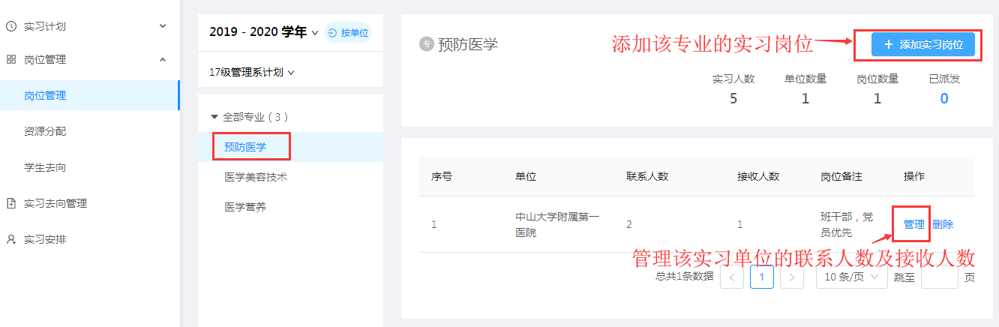 实习计划
岗位管理
岗位管理
资源分配
学生去向
实习去向管理
实习安排
2019 - 2020 学年
按单位
17级管理系计划
全部专业（3）
预防医学
医学美容技术
医学营养
专 预防医学
添加该专业的实习岗位
+ 添加实习岗位
实习人数 单位数量 岗位数量 已派发
5 1 1 0
序号 单位 联系人数 接收人数 岗位备注 操作
1 中山大学附属第一 2 1 班干部，党 管理 删除
医院 员优先
管理该实习单位的联系人数及接收人数
总共1条数据 < 1 > 10 条/页 跳至 页